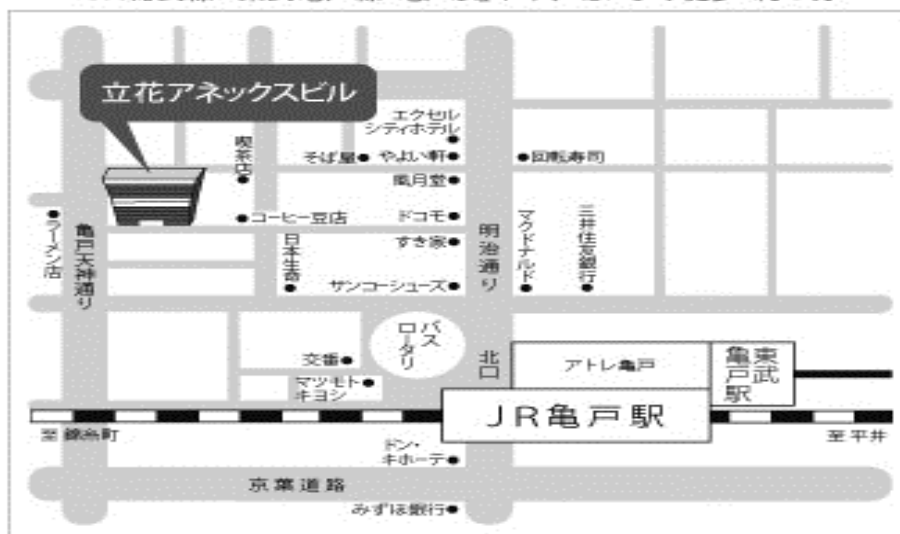 立花アネックスビル
エクセル
シティホテル
喫茶店
そば屋
やよい軒
回転寿司
風月堂
コーヒー豆店
ドコモ
ラーメン店
亀戸天神通り
日本生命
すき家
明治通り
マクドナルド
三井住友銀行
サンコーシューズ
バス
ロータリ
北口
交番
アトレ亀戸
東武
亀戸駅
マツモト
キヨシ
JR亀戸駅
至 錦糸町
至 平井
ドン・
キホーテ
京葉道路
みずほ銀行